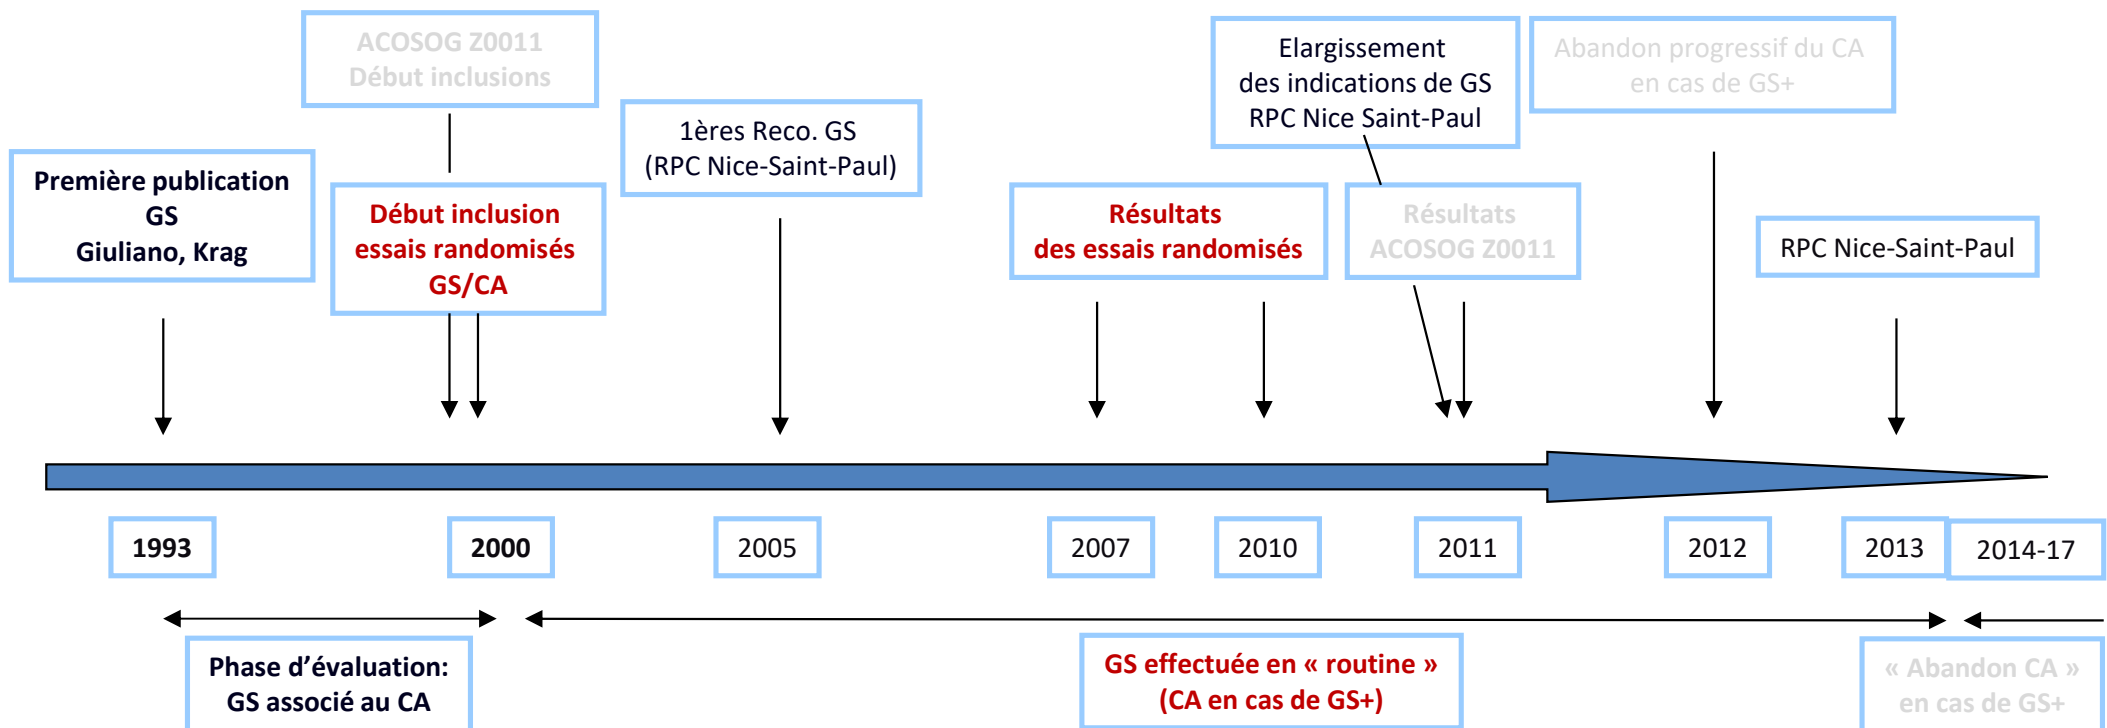 ACOSOG Z0011
Début inclusions
Elargissement
des indications de GS
RPC Nice Saint-Paul
Abandon progressif du CA
en cas de GS+
Première publication
GS
Giuliano, Krag
Début inclusion
essais randomisés
GS/CA
1ères Reco. GS
(RPC Nice-Saint-Paul)
Résultats
des essais randomisés
Résultats
ACOSOG Z0011
RPC Nice-Saint-Paul
1993
2000
2005
2007
2010
2011
2012
2013
2014-17
Phase d’évaluation:
GS associé au CA
GS effectuée en « routine »
(CA en cas de GS+)
« Abandon CA »
en cas de GS+